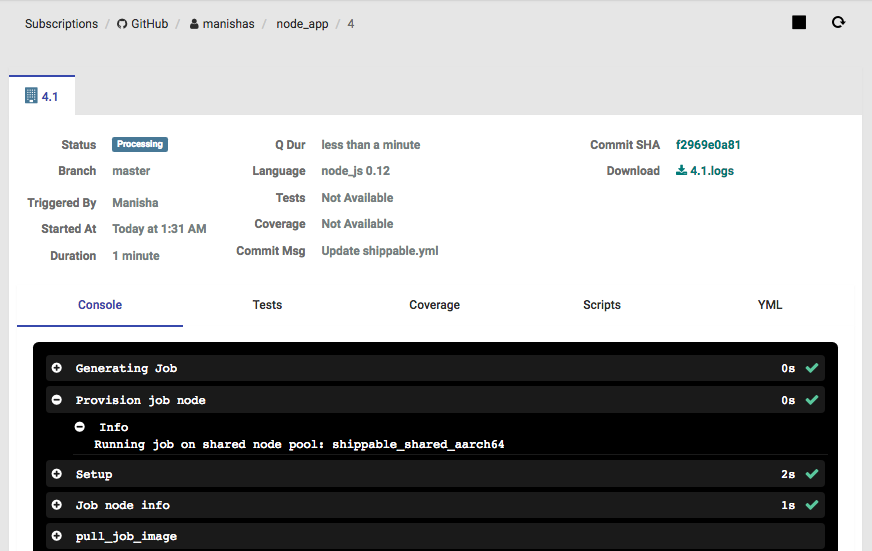 Subscriptions / GitHub / manishas / node_app / 4
4.1
Status Processing Q Dur less than a minute Commit SHA f2969e0a81
Branch master Language node_js 0.12 Download 4.1.logs
Tests Not Available
Triggered By Manisha
Coverage Not Available
Started At Today at 1:31 AM
Commit Msg Update shippable.yml
Duration 1 minute
Console Tests Coverage Scripts YML
Generating Job 0s
Provision job node 0s
Info
Running job on shared node pool: shippable_shared_aarch64
Setup 2s
Job node info 1s
pull_job_image